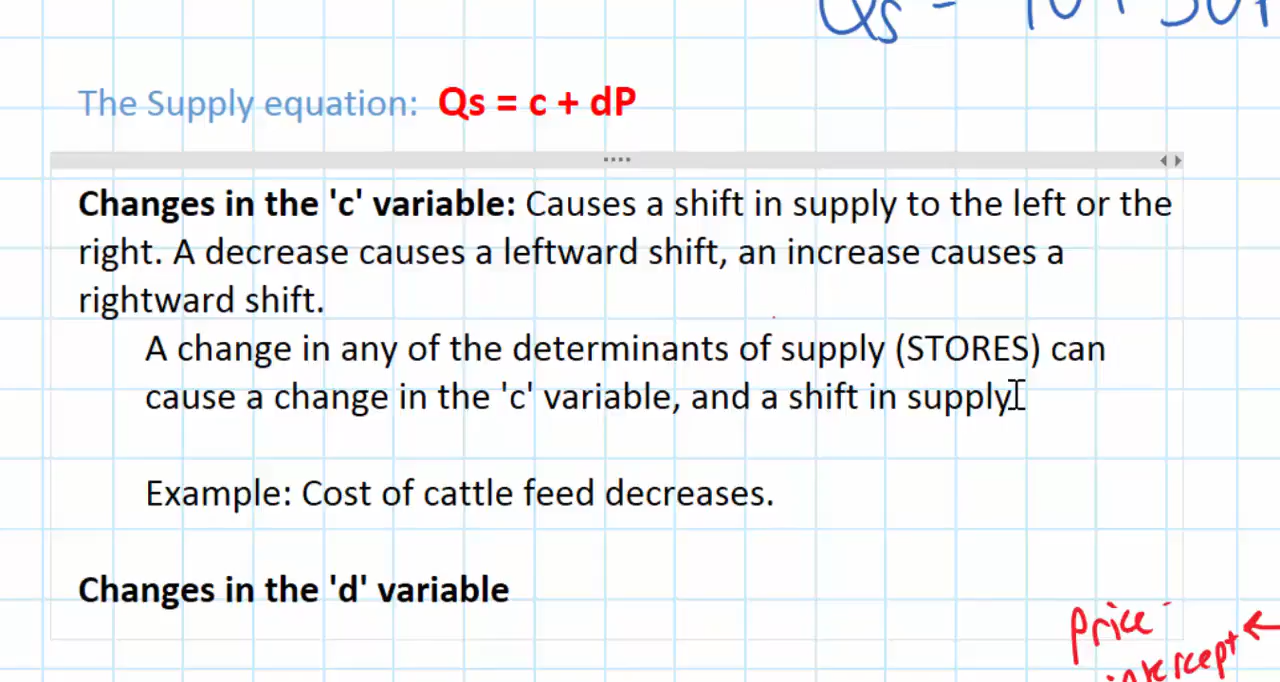 Qs =
The Supply equation: Qs = c + dP
Changes in the 'c' variable: Causes a shift in supply to the left or the
right. A decrease causes a leftward shift, an increase causes a
rightward shift.
A change in any of the determinants of supply (STORES) can
cause a change in the 'c' variable, and a shift in supply.
Example: Cost of cattle feed decreases.
Changes in the 'd' variable
Price
intercept